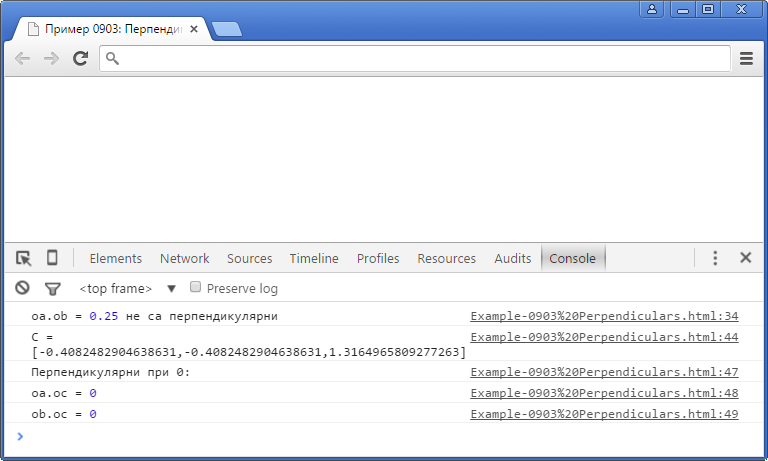 Пример 0903: Перпенди
Elements Network Sources Timeline Profiles Resources Audits Console
<top frame> ▼ Preserve log
oa.ob = 0.25 не са перпендикулярни Example-0903%20Perpendiculars.html:34
C = Example-0903%20Perpendiculars.html:44
[-0.4082482904638631,-0.4082482904638631,1.3164965809277263]
Перпендикулярни при 0: Example-0903%20Perpendiculars.html:47
oa.oc = 0 Example-0903%20Perpendiculars.html:48
ob.oc = 0 Example-0903%20Perpendiculars.html:49